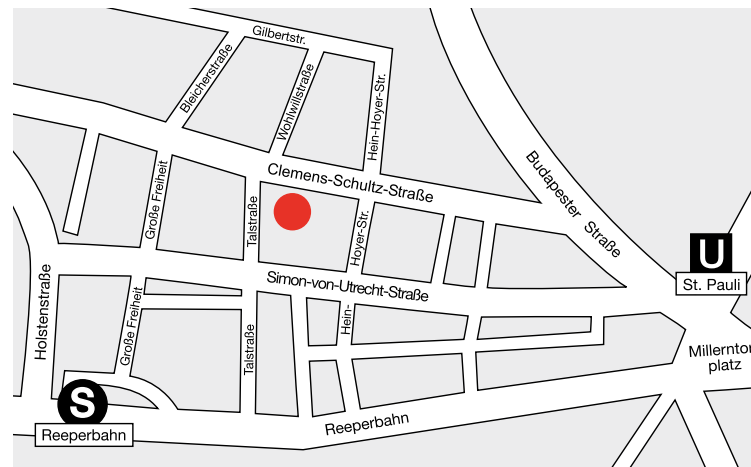 Gilbertstr.
Bleicherstraße
Wohlwillstraße
Hein-Hoyer-Str.
Clemens-Schultz-Straße
Budapester Straße
Große Freiheit
Talstraße
Hoyer-Str.
U
St. Pauli
Simon-von-Utrecht-Straße
Holstenstraße
Große Freiheit
Talstraße
Hein-
Millerntor
platz
S
Reeperbahn
Reeperbahn